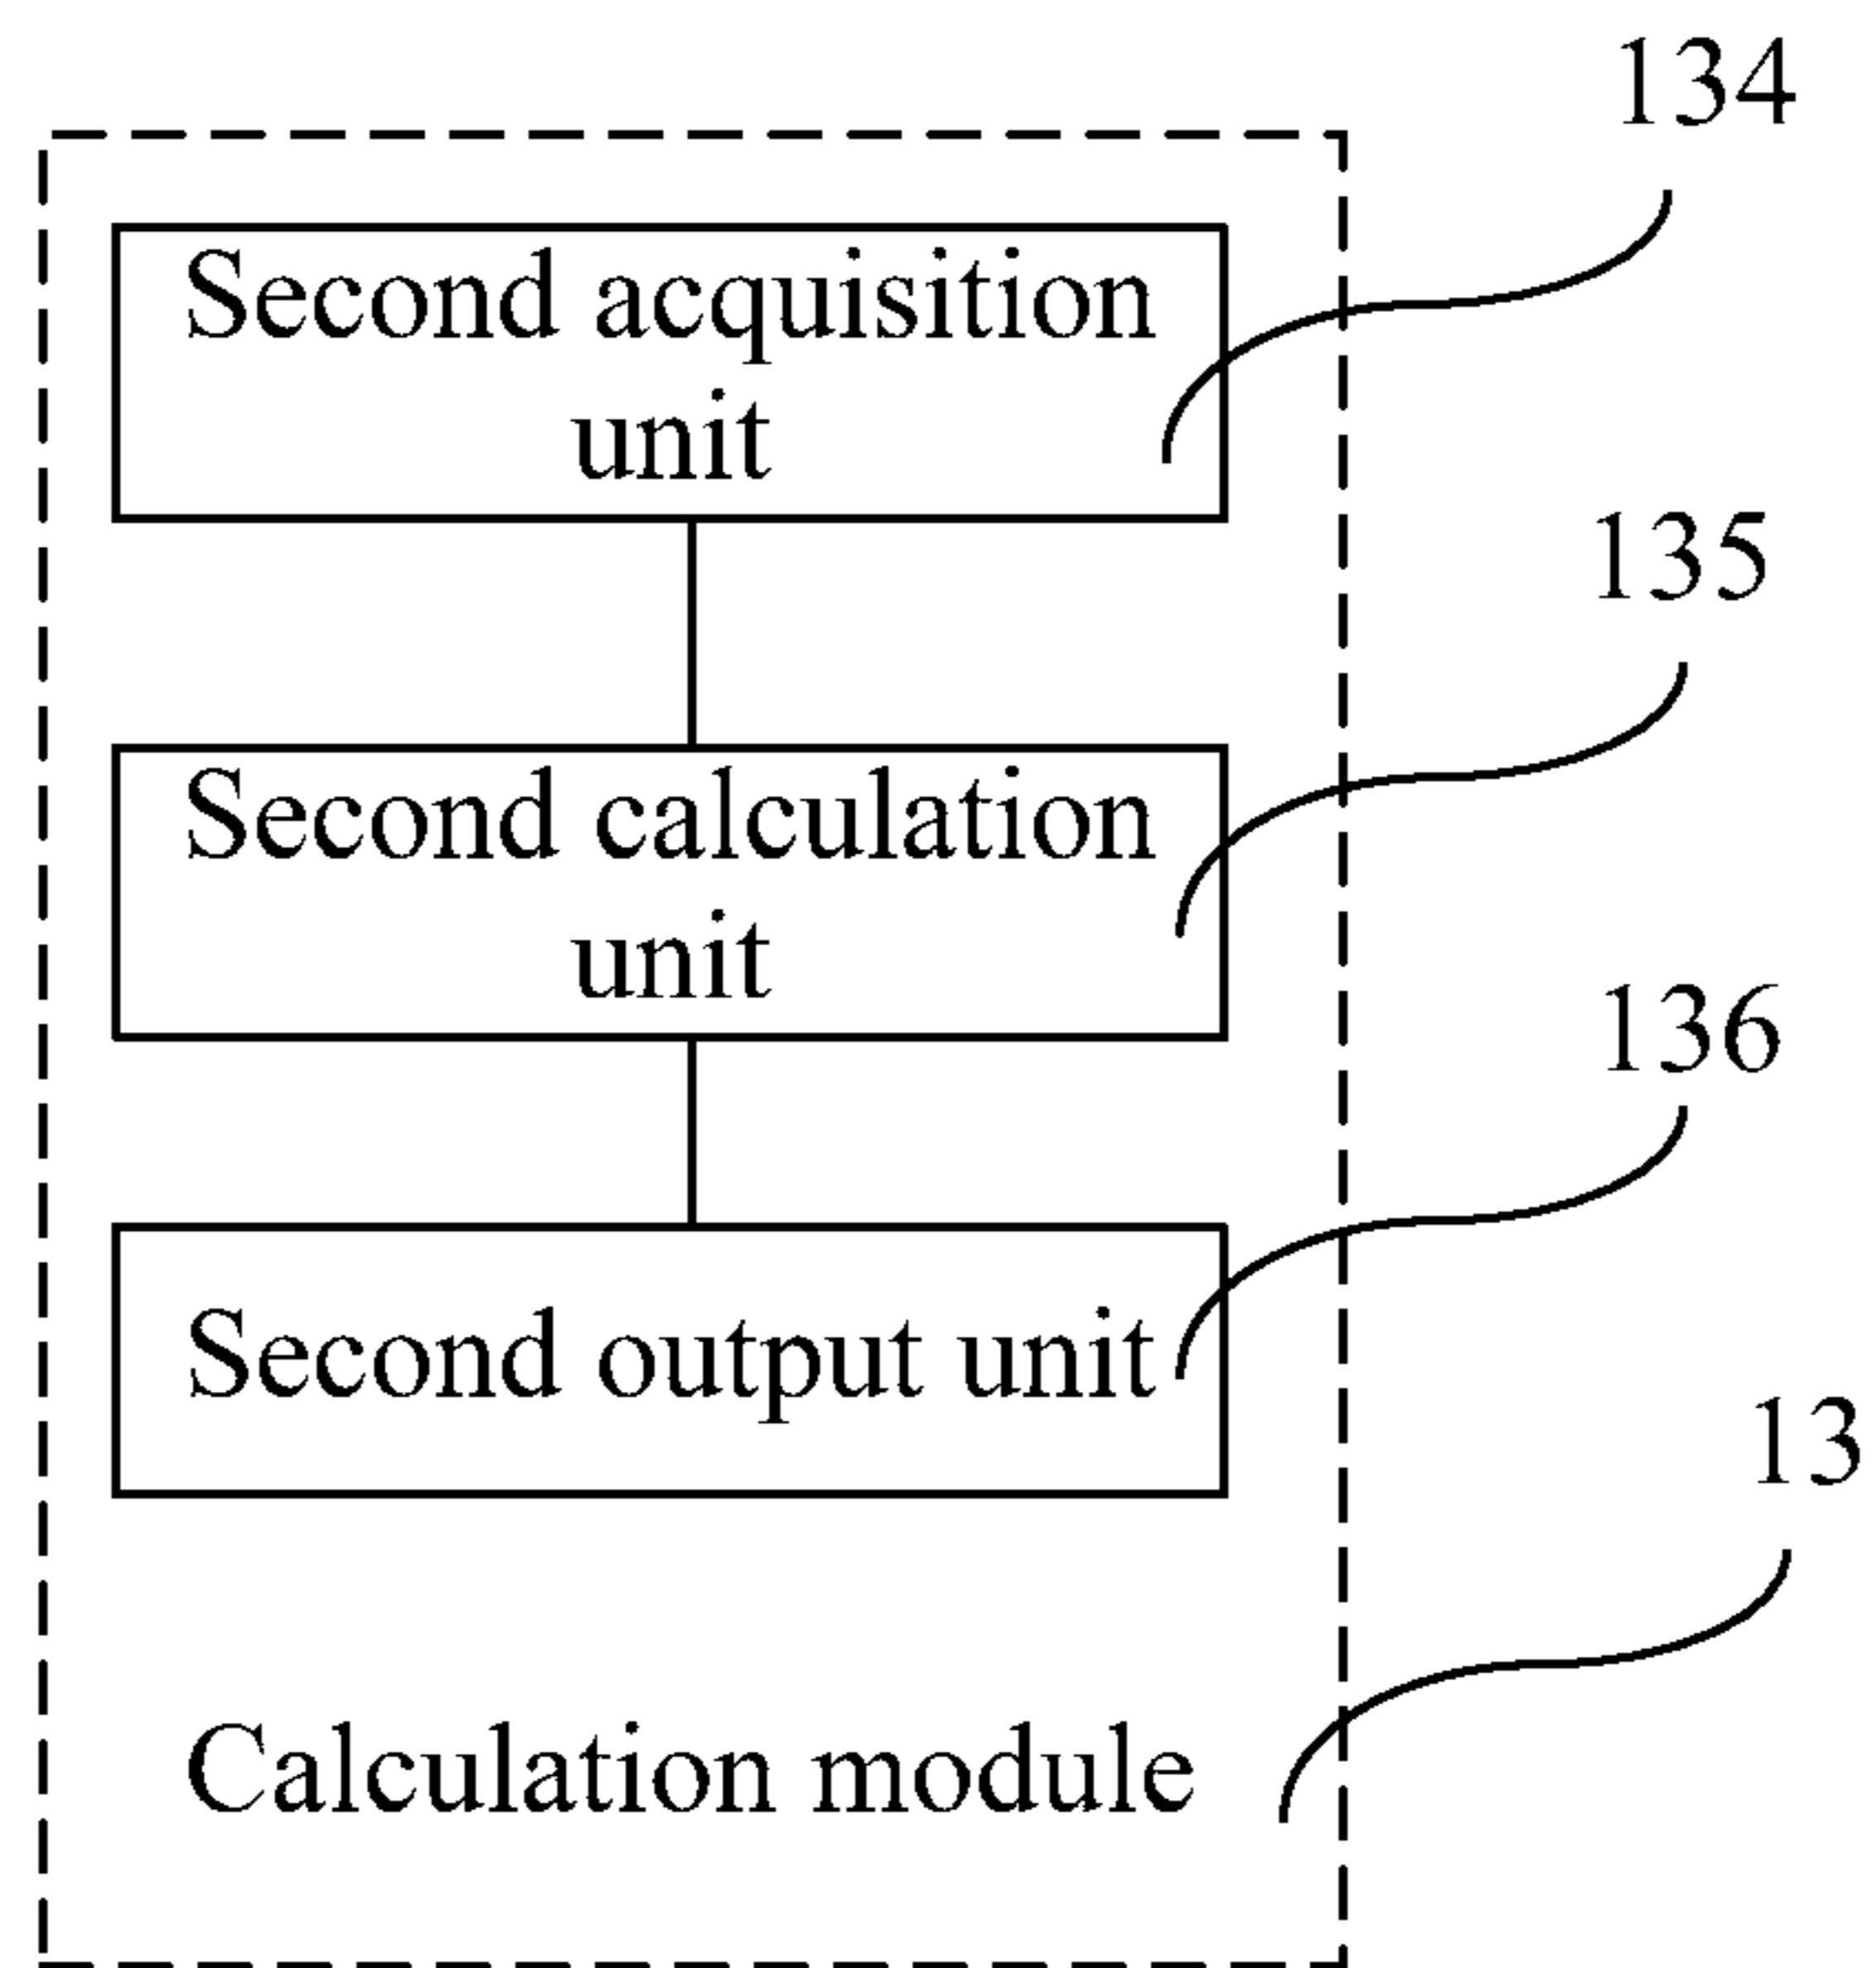 134
Second acquisition
unit
135
Second calculation
unit
136
Second output unit
13
Calculation module